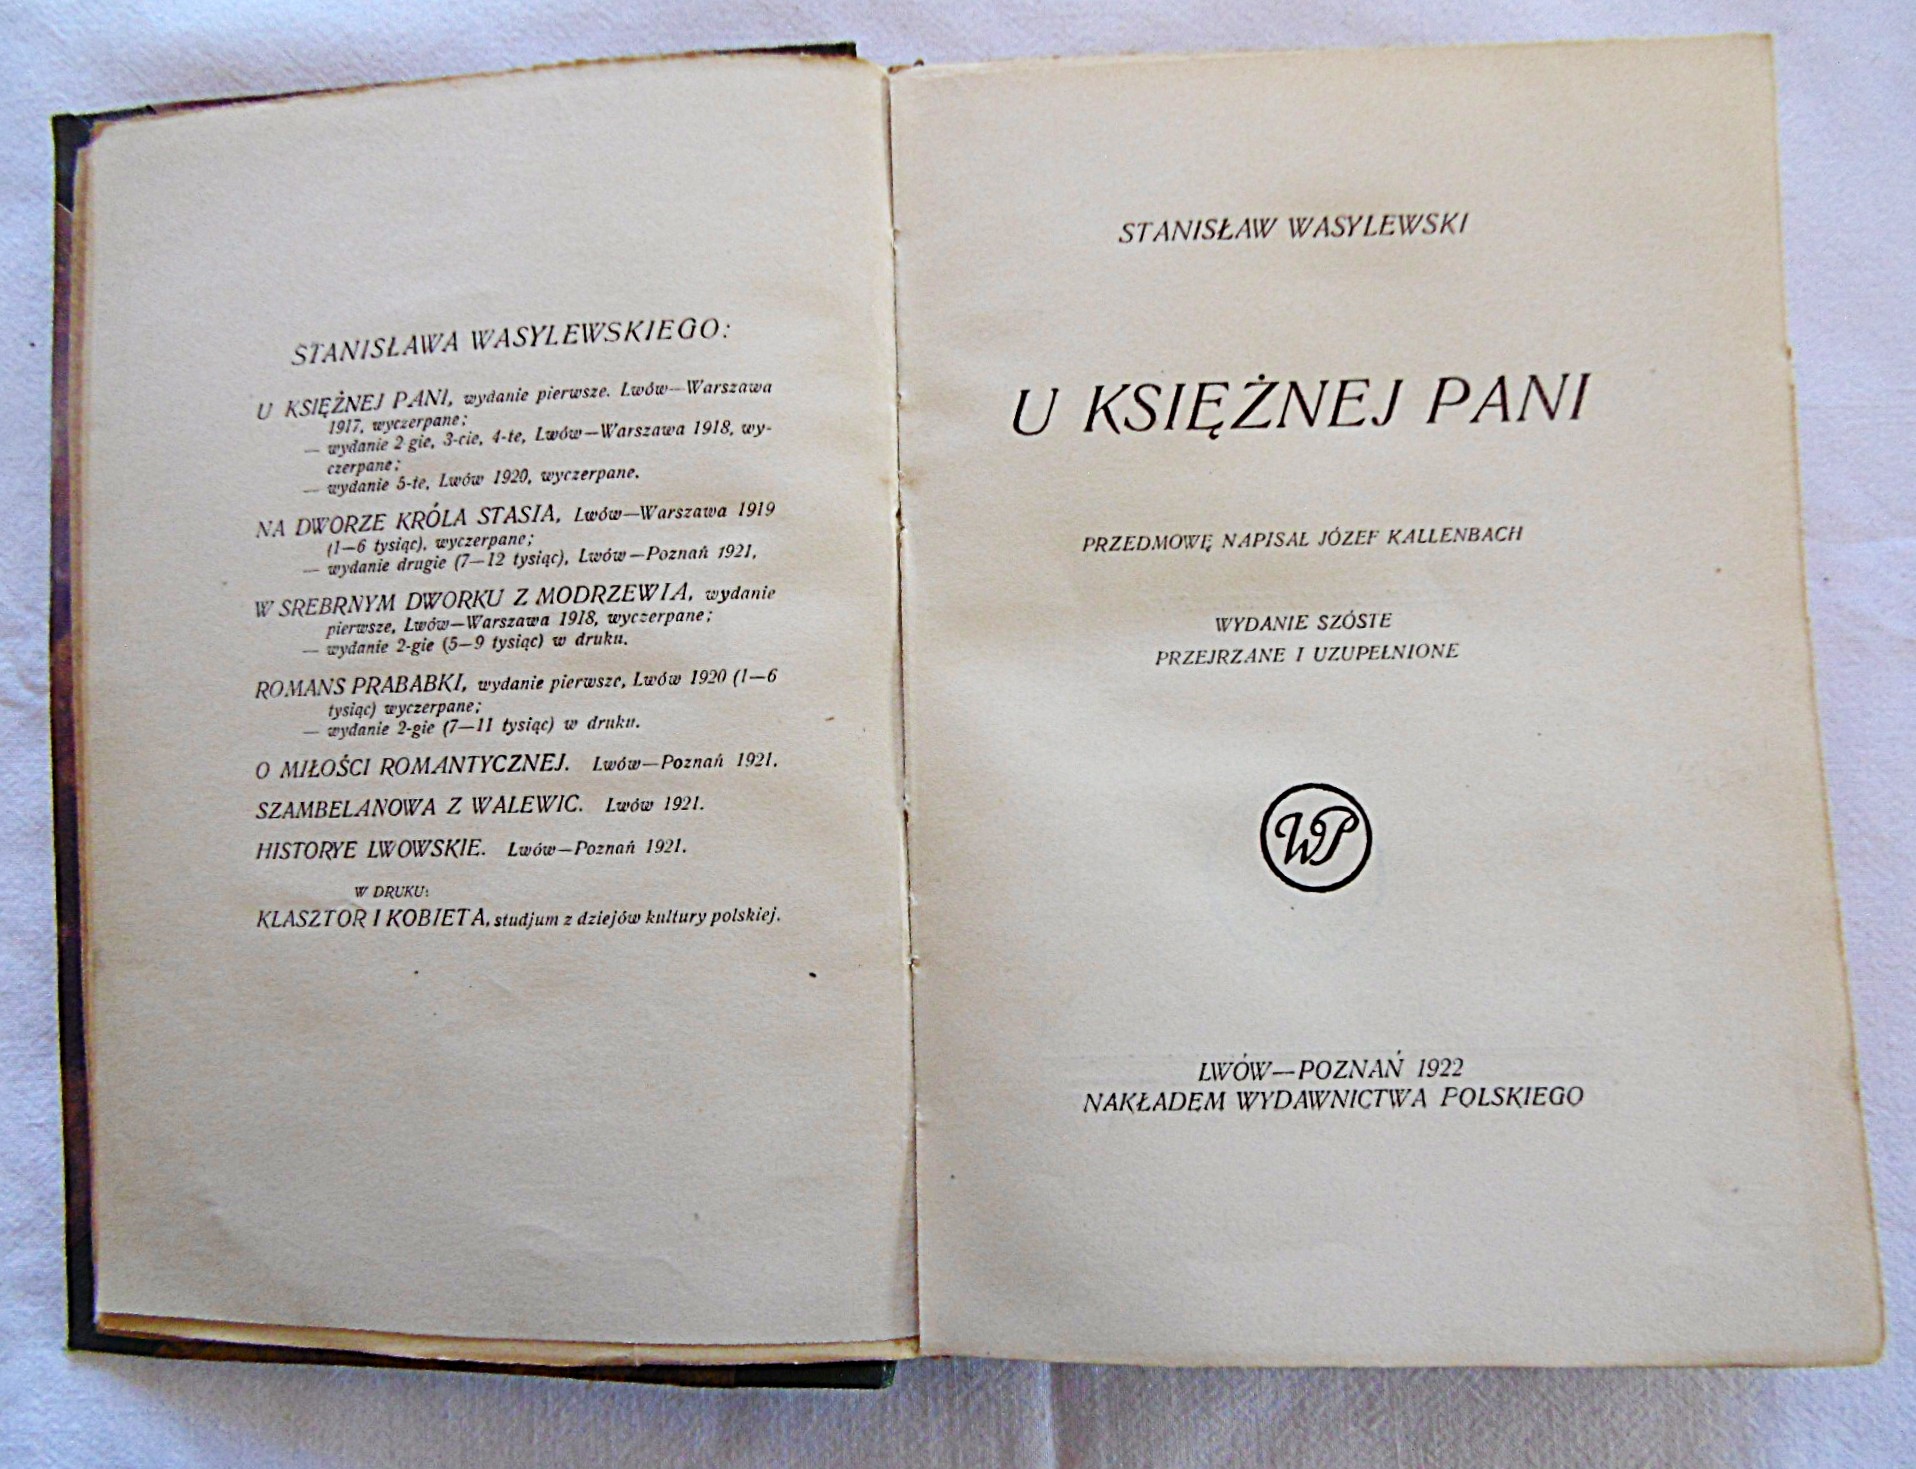 STANISŁAWA WASYLEWSKIEGO:
U KSIĘŻNEJ PANI, wydanie pierwsze. Lwów—Warszawa
1917, wyczerpane;
— wydanie 2-gie, 3-cie, 4-te, Lwów—Warszawa 1918, wy-
czerpane;
— wydanie 5-te, Lwów 1920, wyczerpane.
NA DWORZE KRÓLA STASIA, Lwów—Warszawa 1919
(1—6 tysiąc), wyczerpane;
— wydanie drugie (7—12 tysiąc), Lwów—Poznań 1921,
W SREBRNYM DWORKU Z MODRZEWIA, wydanie
pierwsze, Lwów—Warszawa 1918, wyczerpane;
— wydanie 2-gie (5—9 tysiąc) w druku.
ROMANS PRABABKI, wydanie pierwsze, Lwów 1920 (1—6
tysiąc) wyczerpane;
— wydanie 2-gie (7—11 tysiąc) w druku.
O MIŁOŚCI ROMANTYCZNEJ. Lwów—Poznań 1921.
SZAMBELANOWA Z WALEWIC. Lwów 1921.
HISTORYE LWOWSKIE. Lwów—Poznań 1921.
W DRUKU:
KLASZTOR I KOBIETA, studjum z dziejów kultury polskiej.
STANISŁAW WASYLEWSKI
U KSIĘŻNEJ PANI
PRZEDMOWĘ NAPISAŁ JÓZEF KALLENBACH
WYDANIE SZÓSTE
PRZEJRZANE I UZUPEŁNIONE
WP
LWÓW—POZNAŃ 1922
NAKŁADEM WYDAWNICTWA POLSKIEGO